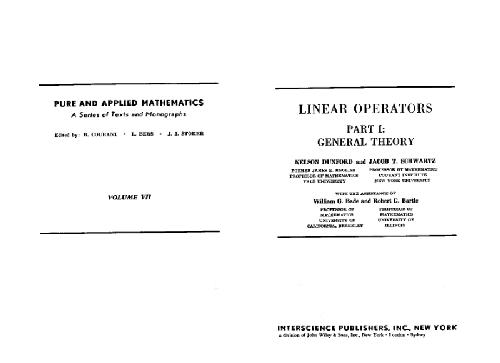 PURE AND APPLIED MATHEMATICS
A Series of Texts and Monographs
Edited by: R. COURANT • L. BERS • J. J. STOKER
VOLUME VII
LINEAR OPERATORS
PART I:
GENERAL THEORY
NELSON DUNFORD and JACOB T. SCHWARTZ
FORMER JAMES E. ENGLISH PROFESSOR OF MATHEMATICS
PROFESSOR OF MATHEMATICS COURANT INSTITUTE
YALE UNIVERSITY NEW YORK UNIVERSITY
WITH THE ASSISTANCE OF
William G. Bade and Robert G. Bartle
PROFESSOR OF PROFESSOR OF
MATHEMATICS MATHEMATICS
UNIVERSITY OF UNIVERSITY OF
CALIFORNIA, BERKELEY ILLINOIS
INTERSCIENCE PUBLISHERS, INC., NEW YORK
a division of John Wiley & Sons, Inc., New York • London • Sydney